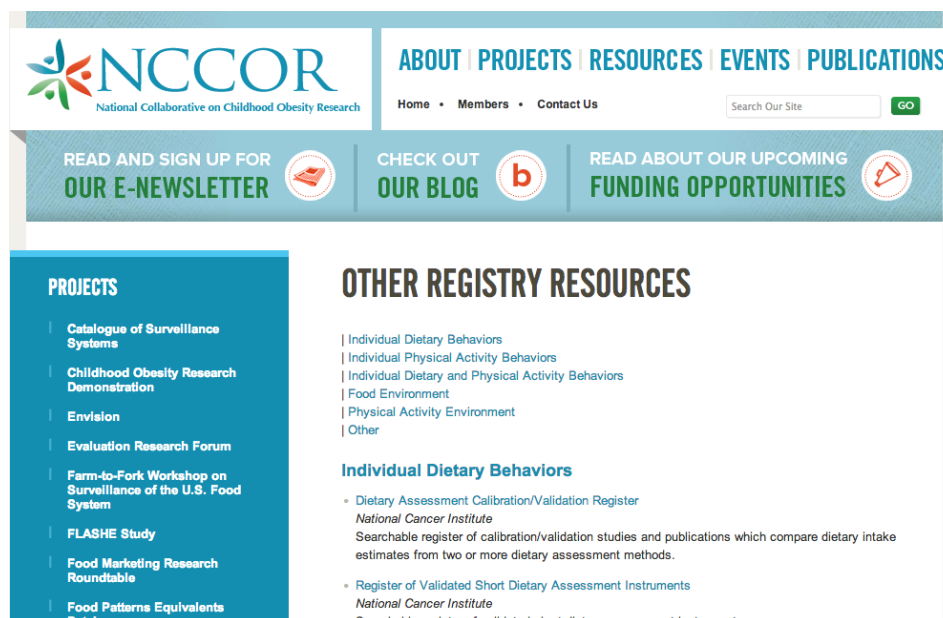 NCCOR
National Collaborative on Childhood Obesity Research
ABOUT | PROJECTS | RESOURCES | EVENTS | PUBLICATIONS
Home • Members • Contact Us
Search Our Site
GO
READ AND SIGN UP FOR
OUR E-NEWSLETTER
CHECK OUT
OUR BLOG
b
READ ABOUT OUR UPCOMING
FUNDING OPPORTUNITIES
PROJECTS
Catalogue of Surveillance
Systems
Childhood Obesity Research
Demonstration
Envision
Evaluation Research Forum
Farm-to-Fork Workshop on
Surveillance of the U.S. Food
System
FLASHE Study
Food Marketing Research
Roundtable
Food Patterns Equivalents
OTHER REGISTRY RESOURCES
| Individual Dietary Behaviors
| Individual Physical Activity Behaviors
| Individual Dietary and Physical Activity Behaviors
| Food Environment
| Physical Activity Environment
| Other
Individual Dietary Behaviors
Dietary Assessment Calibration/Validation Register
National Cancer Institute
Searchable register of calibration/validation studies and publications which compare dietary intake
estimates from two or more dietary assessment methods.
Register of Validated Short Dietary Assessment Instruments
National Cancer Institute